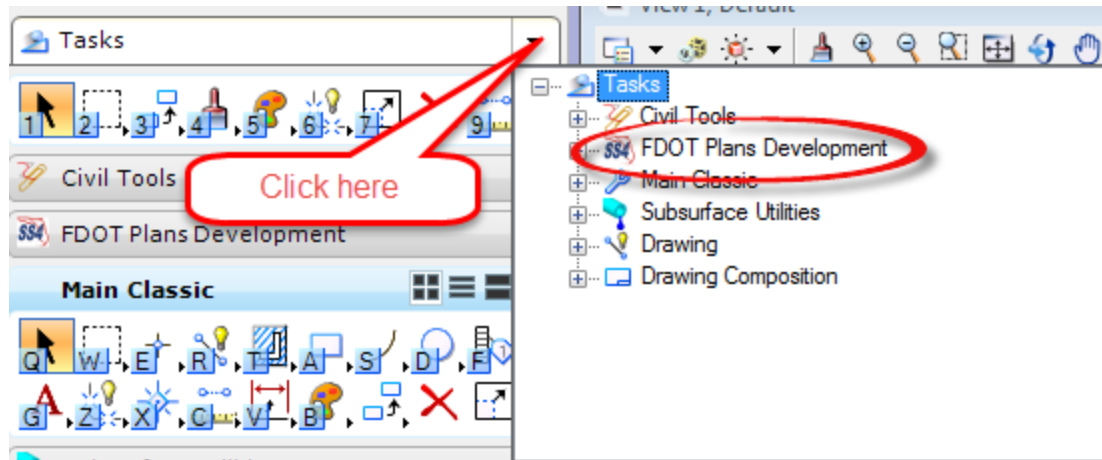 View 1, Default
Tasks
Tasks
Civil Tools
FDOT Plans Development
Main Classic
Subsurface Utilities
Drawing
Drawing Composition
1 2 3 4 5 6 7 9
Civil Tools
Click here
SS4 FDOT Plans Development
Main Classic
Q W E R T A S D F
G Z X C V B